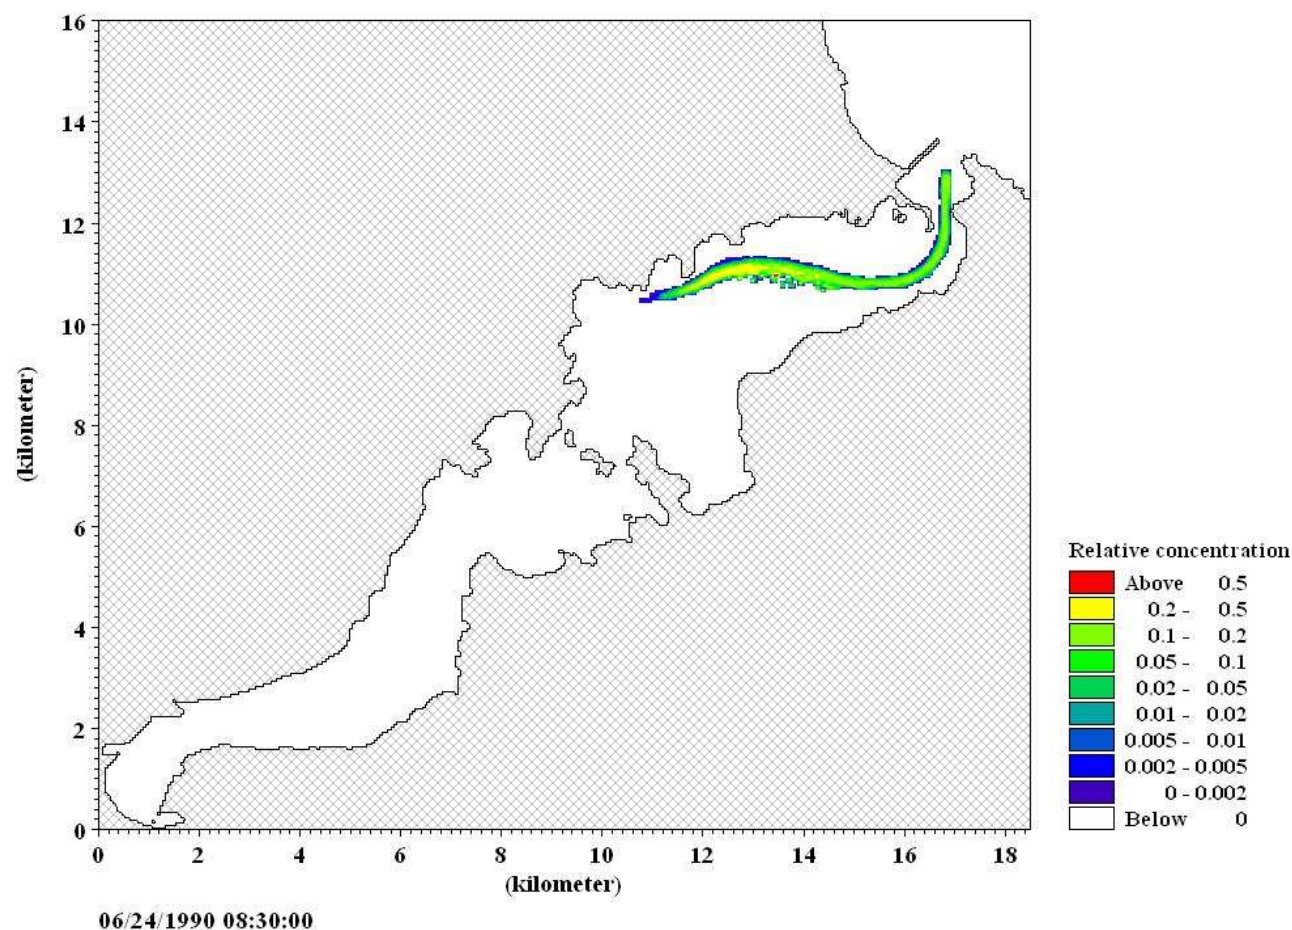 16
14
12
10
8
6
4
2
0
(kilometer)
0 2 4 6 8 10 12 14 16 18
(kilometer)
06/24/1990 08:30:00
Relative concentration
Above 0.5
0.2 - 0.5
0.1 - 0.2
0.05 - 0.1
0.02 - 0.05
0.01 - 0.02
0.005 - 0.01
0.002 - 0.005
0 - 0.002
Below 0